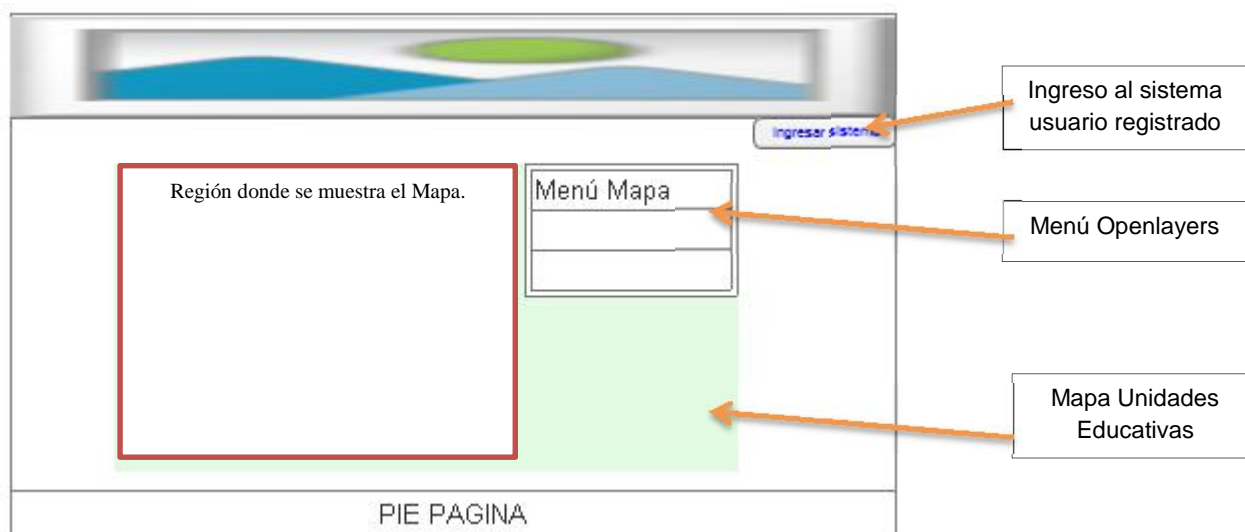 Ingreso al sistema
usuario registrado
Ingresar sistema
Región donde se muestra el Mapa.
Menú Mapa
Menú Openlayers
Mapa Unidades
Educativas
PIE PAGINA